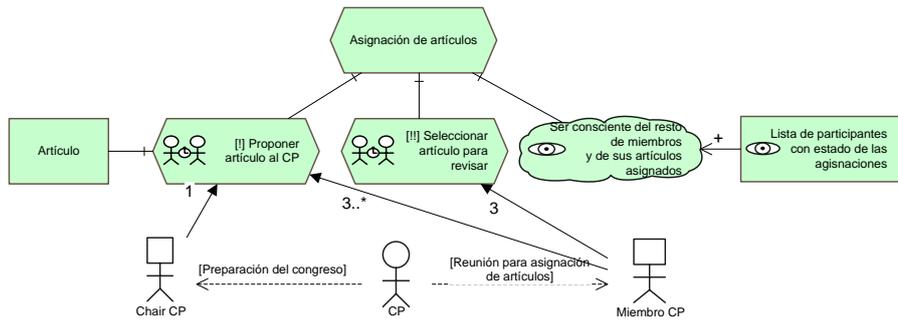 Asignación de artículos
Artículo
[!] Proponer
artículo al CP
[!!] Seleccionar
artículo para
revisar
Ser consciente del resto
de miembros
y de sus artículos
asignados
+
Lista de participantes
con estado de las
agisnaciones
1
3..*
3
[Preparación del congreso]
[Reunión para asignación
de artículos]
Chair CP
CP
Miembro CP